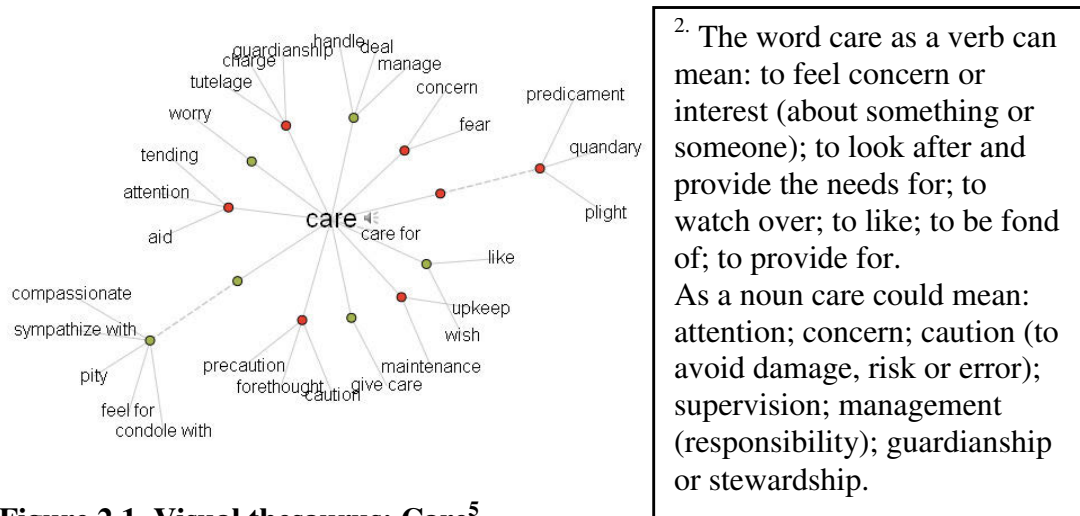 handle
guardianship
deal
charge
manage
tutelage
concern
predicament
worry
fear
quandary
tending
attention
plight
care
aid
care for
like
compassionate
upkeep
sympathize with
wish
precaution
maintenance
pity
forethought
give care
caution
feel for
condole with
2. The word care as a verb can
mean: to feel concern or
interest (about something or
someone); to look after and
provide the needs for; to
watch over; to like; to be fond
of; to provide for.
As a noun care could mean:
attention; concern; caution (to
avoid damage, risk or error);
supervision; management
(responsibility); guardianship
or stewardship.
Figure 2.1 Visual thesaurus: Care5